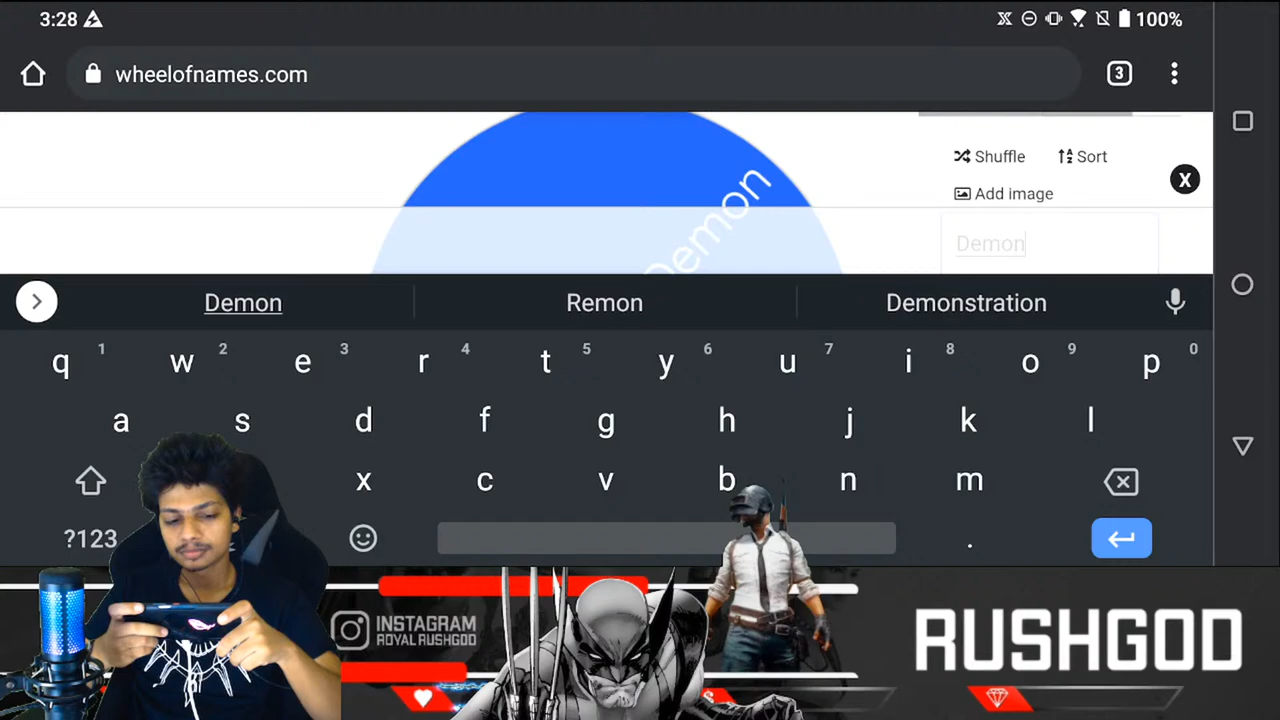 3:28
100%
wheelofnames.com
3
Shuffle
Sort
Add image
X
Demon
Demon
Demon
Remon
Demonstration
q 1 w 2 e 3 r 4 t 5 y 6 u 7 i 8 o 9 p 0
a s d f g h j k l
x c v b n m
?123
.
INSTAGRAM
ROYAL RUSHGOD
RUSHGOD